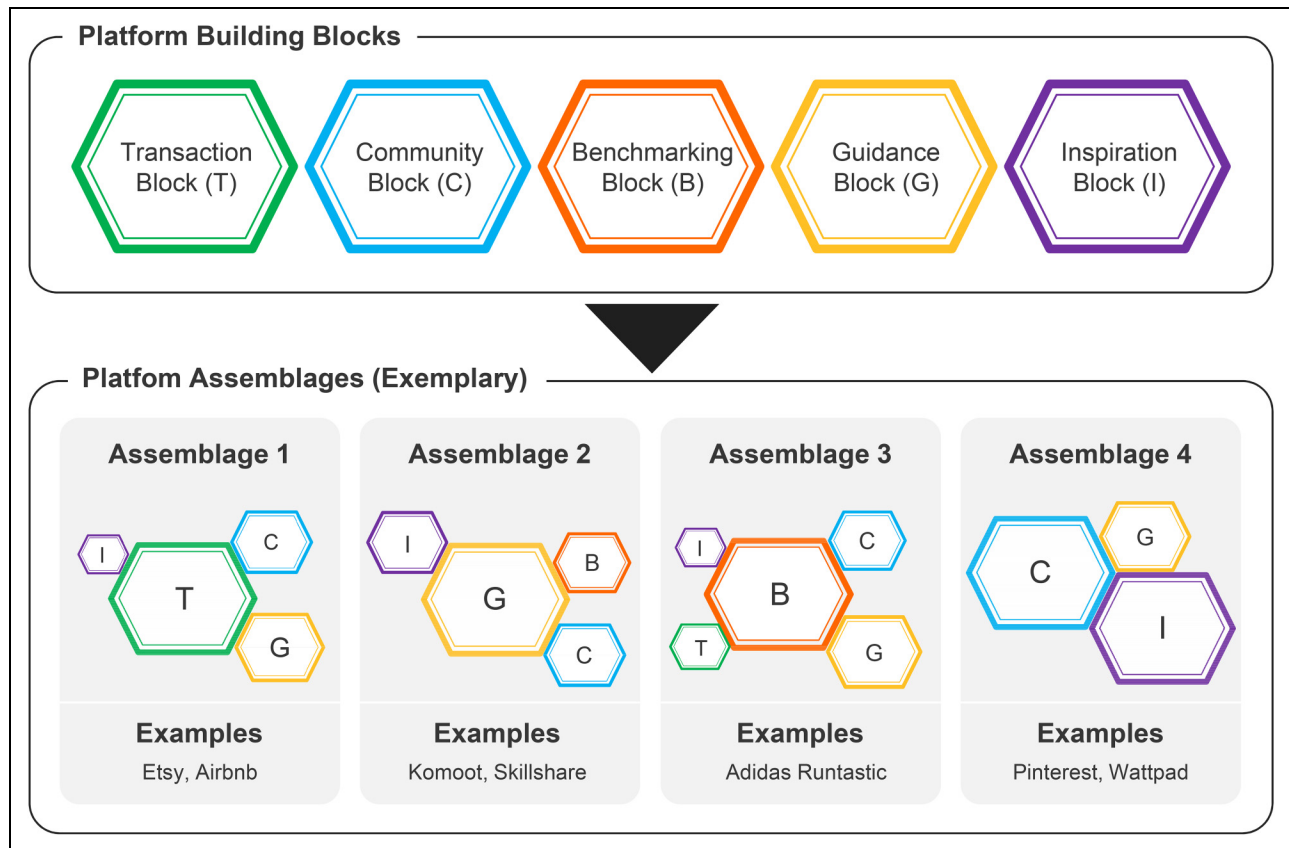 Platform Building Blocks
Transaction
Block (T)
Community
Block (C)
Benchmarking
Block (B)
Guidance
Block (G)
Inspiration
Block (I)
Platfom Assemblages (Exemplary)
Assemblage 1
I
C
T
G
Examples
Etsy, Airbnb
Assemblage 2
I
B
G
C
Examples
Komoot, Skillshare
Assemblage 3
I
C
B
T
G
Examples
Adidas Runtastic
Assemblage 4
G
C
I
Examples
Pinterest, Wattpad